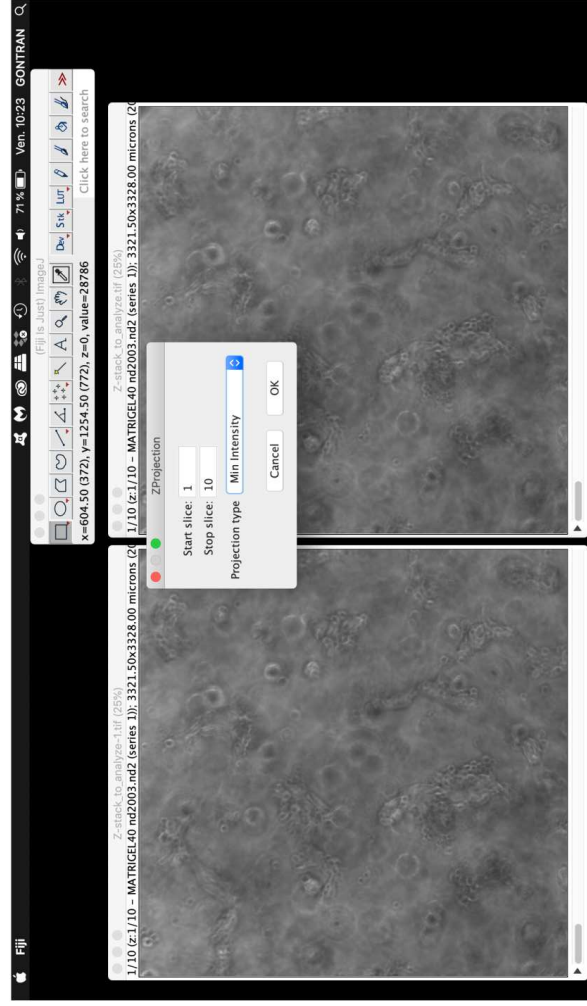 Fiji
71 %
Ven. 10:23
GONTRAN
(Fiji Is Just) ImageJ
A
Dev
Stk
LUT
x=604.50 (372), y=1254.50 (772), z=0, value=28786
Click here to search
Z-stack_to_analyze-1.tif (25%)
1/10 (z:1/10 - MATRIGEL40 nd2003.nd2 (series 1)); 3321.50x3328.00 microns (20
Z-stack_to_analyze.tif (25%)
1/10 (z:1/10 - MATRIGEL40 nd2003.nd2 (series 1)); 3321.50x3328.00 microns (20
ZProjection
Start slice: 1
Stop slice: 10
Projection type Min Intensity
Cancel
OK